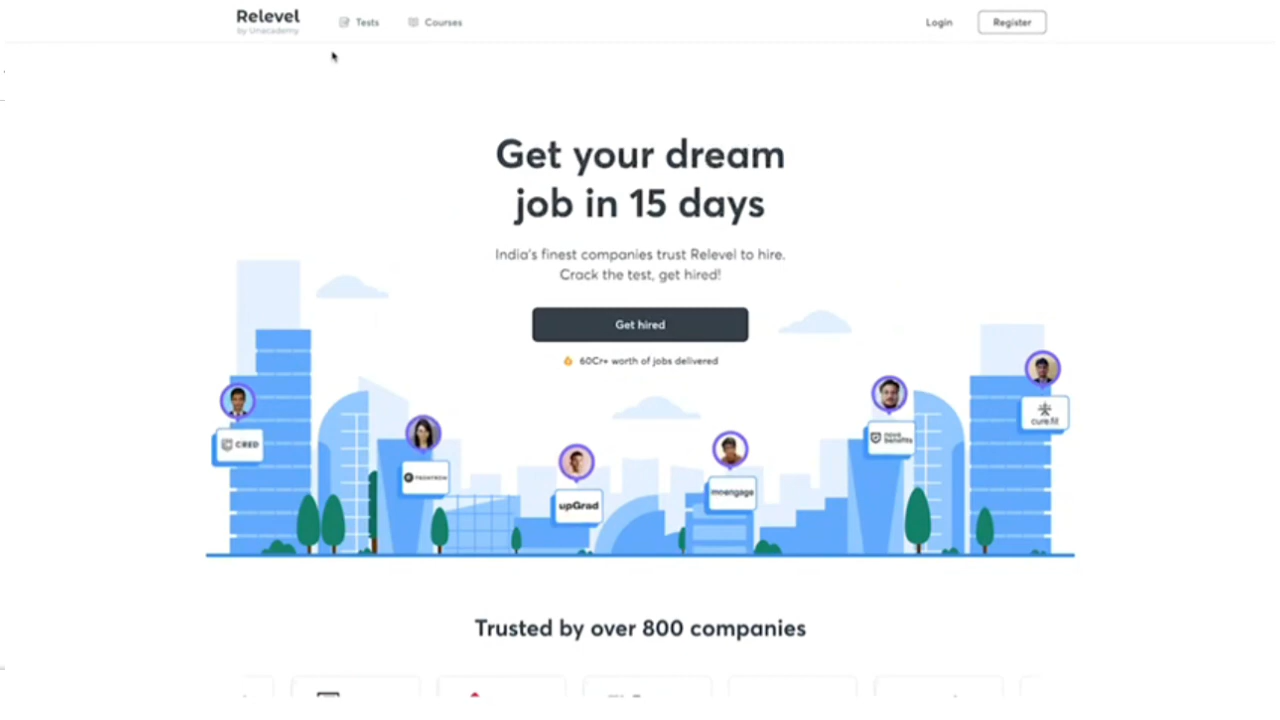 Relevel
by Unacademy
Tests
Courses
Login
Register
Get your dream
job in 15 days
India's finest companies trust Relevel to hire.
Crack the test, get hired!
Get hired
60Cr+ worth of jobs delivered
CRED
upGrad
moengage
nova
benefits
cure.fit
Trusted by over 800 companies